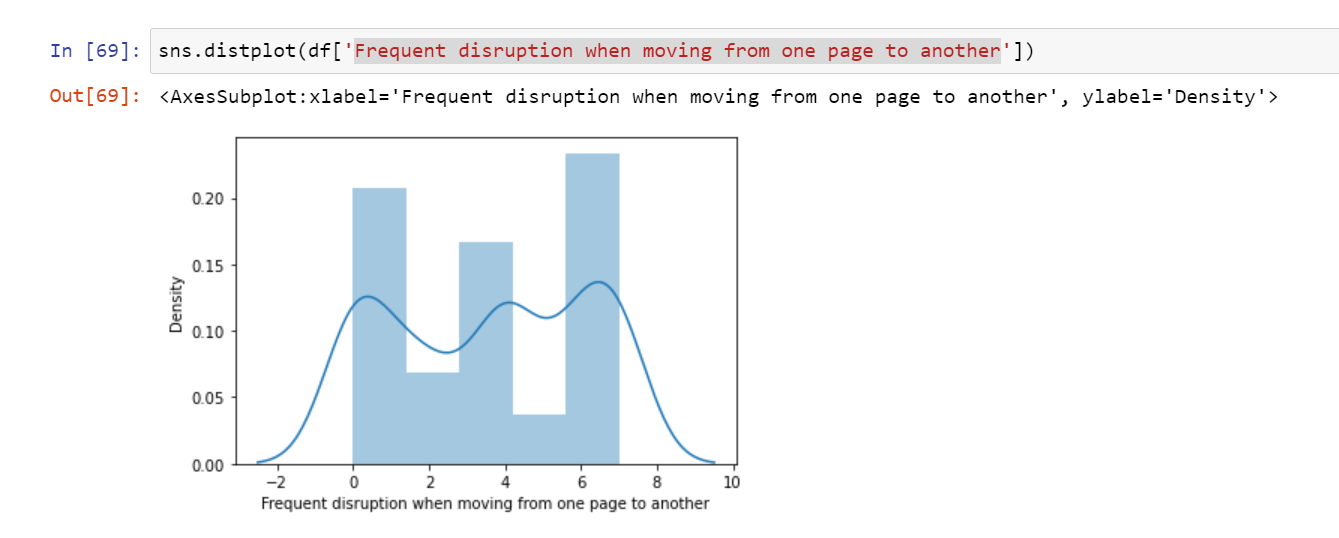 In [69]: sns.distplot(df['Frequent disruption when moving from one page to another'])
Out[69]: <AxesSubplot:xlabel='Frequent disruption when moving from one page to another', ylabel='Density'>
Density
0.20
0.15
0.10
0.05
0.00
−2 0 2 4 6 8 10
Frequent disruption when moving from one page to another